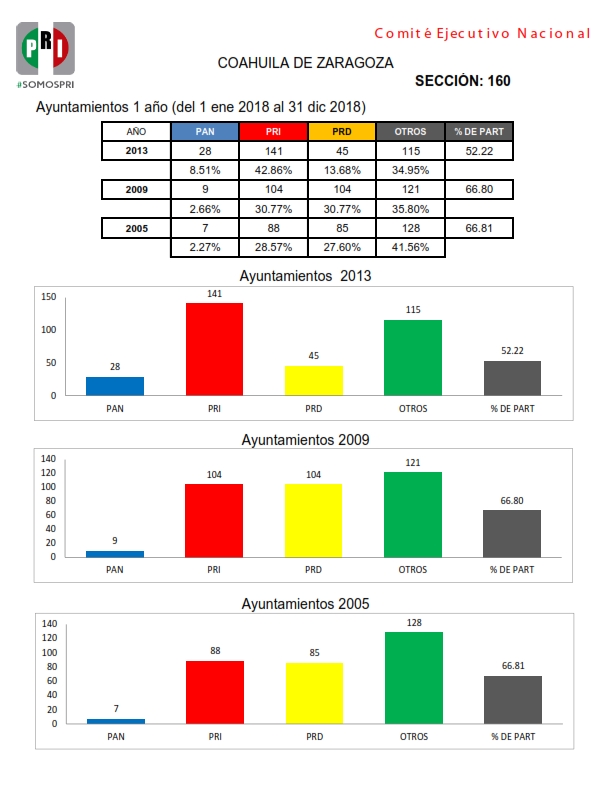 Comité Ejecutivo Nacional
PRI
#SOMOSPRI
COAHUILA DE ZARAGOZA
SECCIÓN: 160
Ayuntamientos 1 año (del 1 ene 2018 al 31 dic 2018)
AÑO PAN PRI PRD OTROS % DE PART
2013 28 141 45 115 52.22
8.51% 42.86% 13.68% 34.95%
2009 9 104 104 121 66.80
2.66% 30.77% 30.77% 35.80%
2005 7 88 85 128 66.81
2.27% 28.57% 27.60% 41.56%
Ayuntamientos 2013
150
100
50
0
28 141 45 115 52.22
PAN PRI PRD OTROS % DE PART
Ayuntamientos 2009
140
120
100
80
60
40
20
0
9 104 104 121 66.80
PAN PRI PRD OTROS % DE PART
Ayuntamientos 2005
140
120
100
80
60
40
20
0
7 88 85 128 66.81
PAN PRI PRD OTROS % DE PART